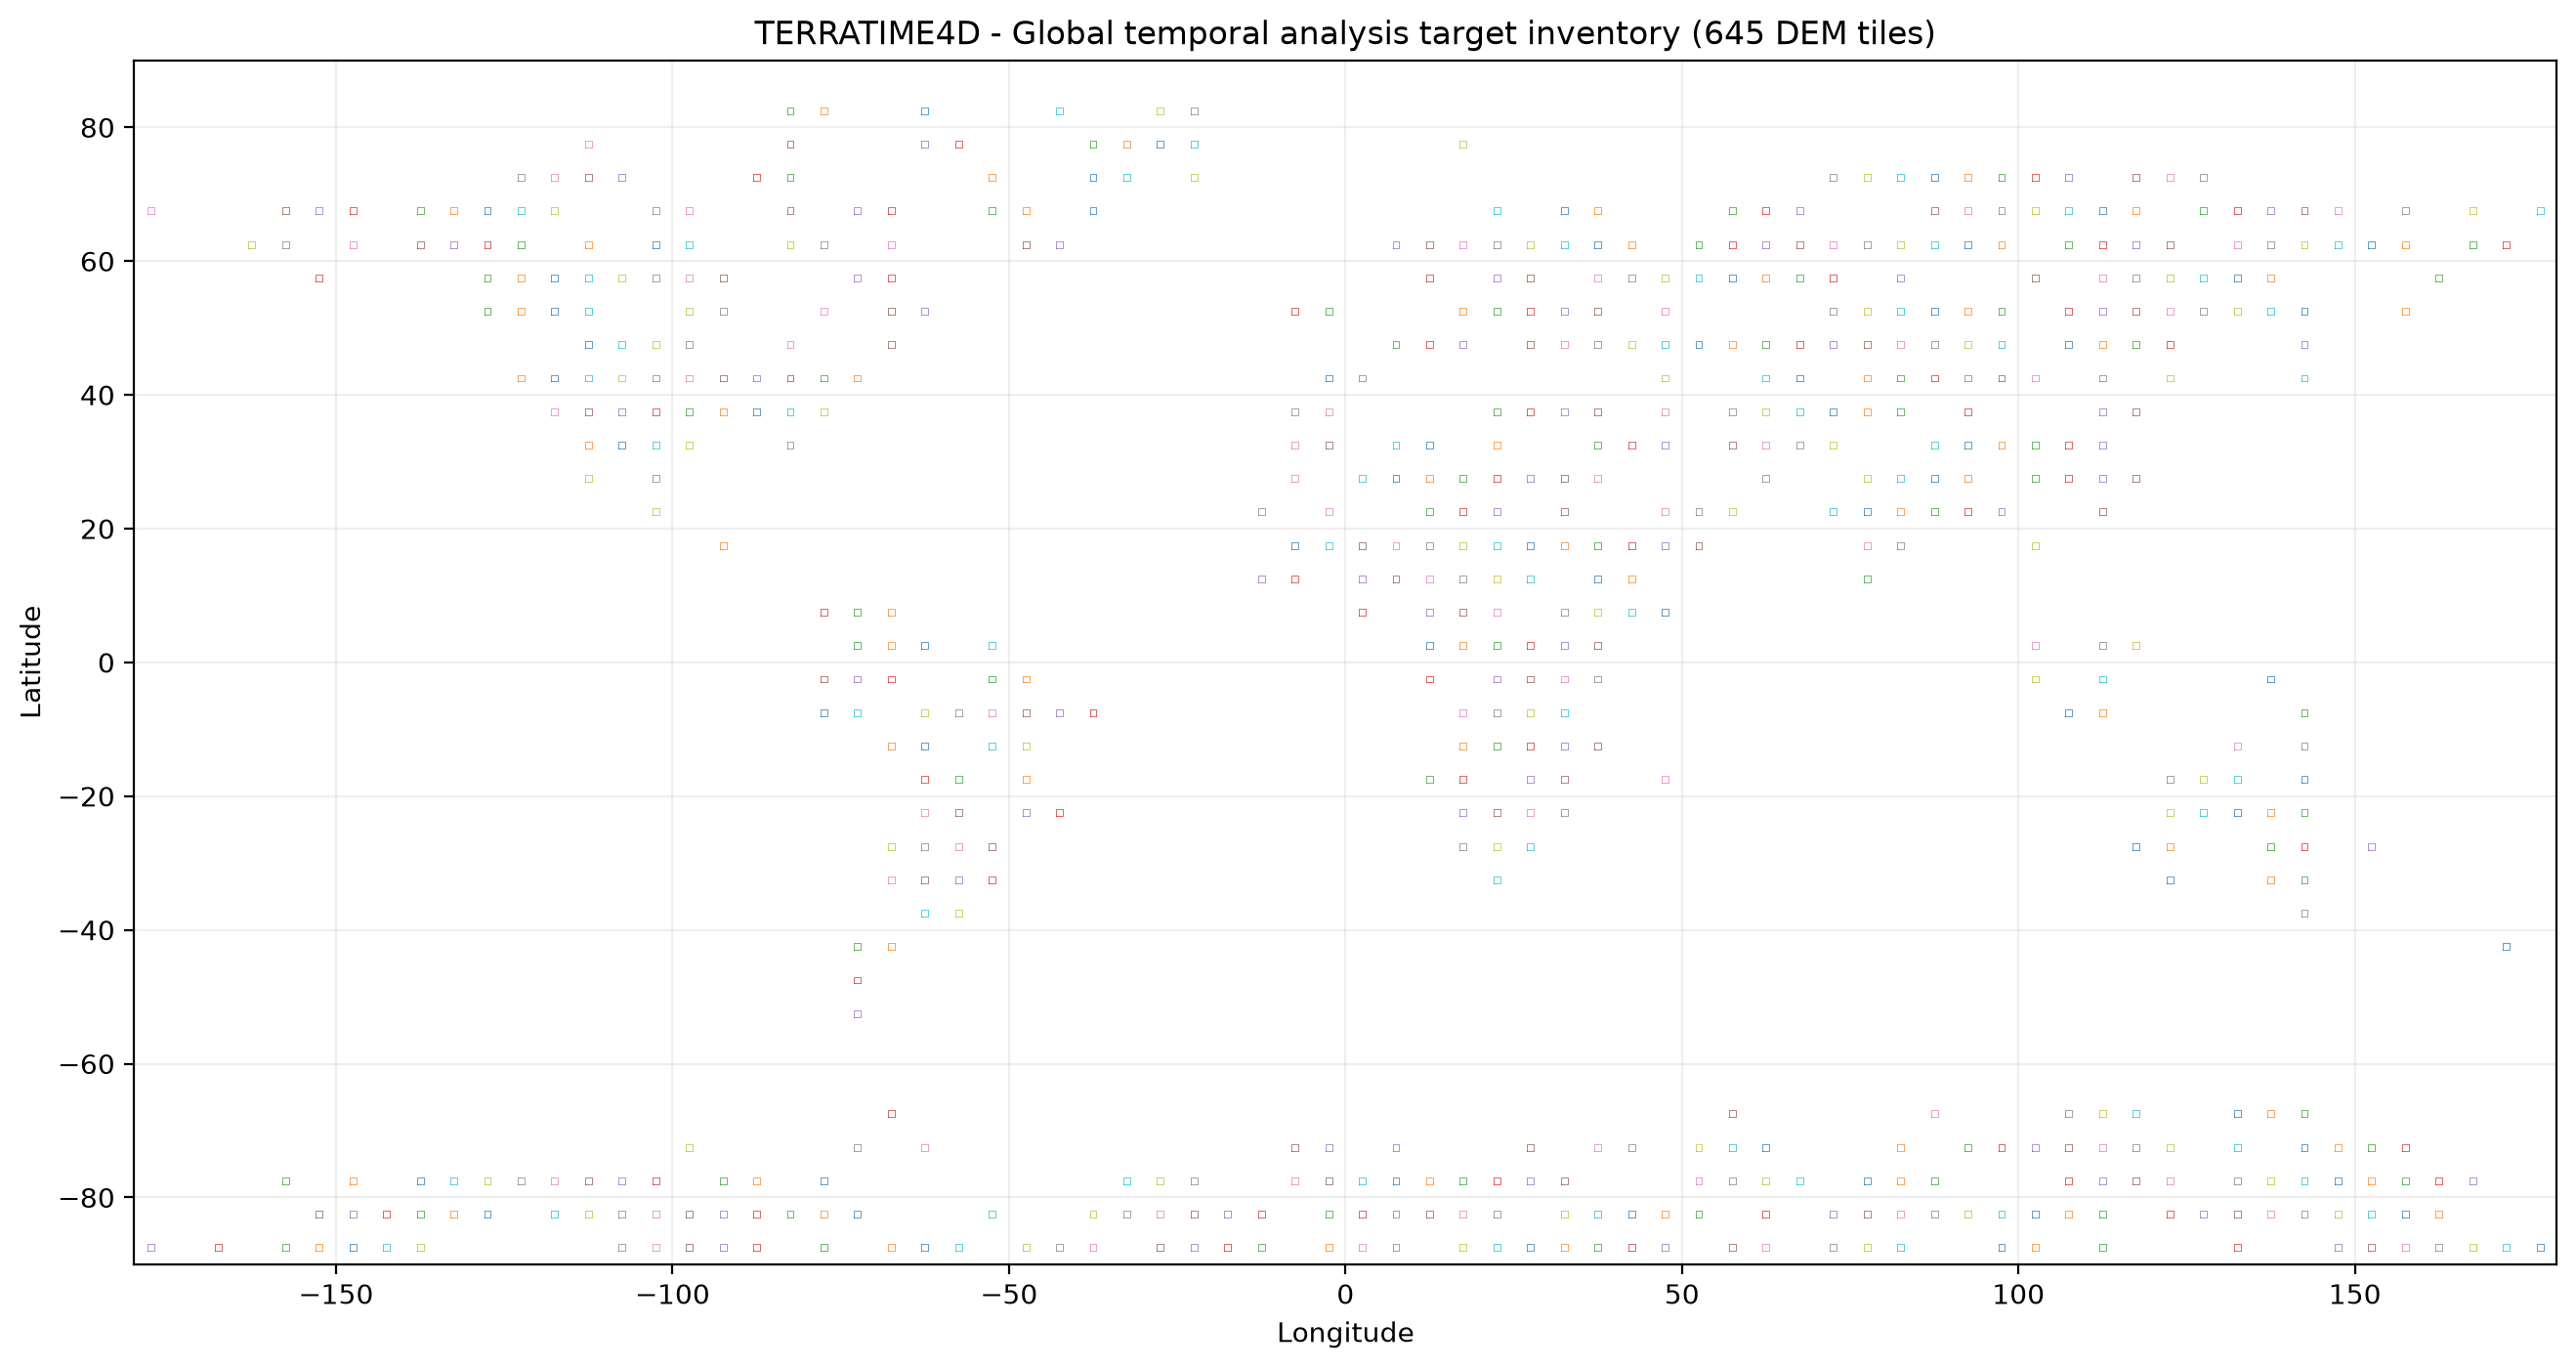 TERRATIME4D - Global temporal analysis target inventory (645 DEM tiles)
80
60
40
20
0
−20
−40
−60
−80
Latitude
−150 −100 −50 0 50 100 150
Longitude